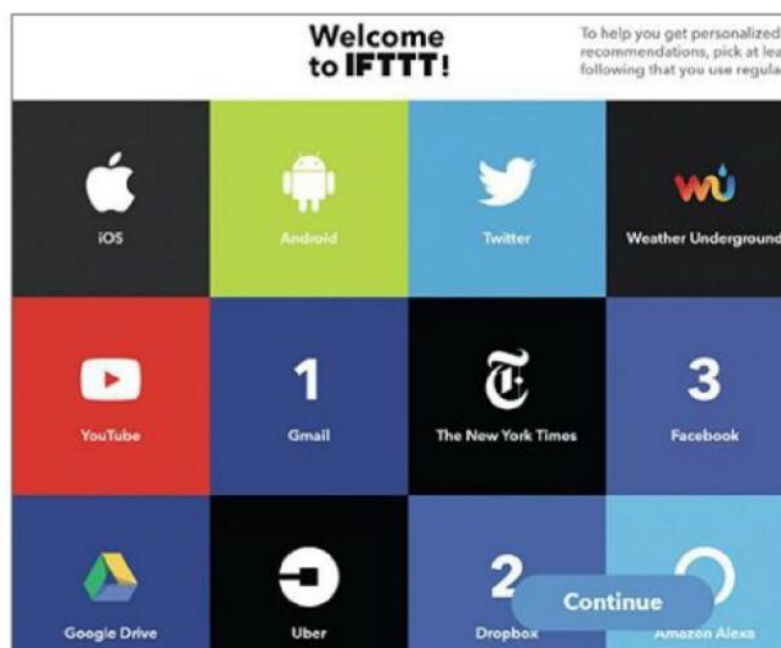 Welcome
to IFTTT!
To help you get personalized
recommendations, pick at lea
following that you use regula
iOS
Android
Twitter
Weather Underground
YouTube
1
Gmail
The New York Times
3
Facebook
Google Drive
Uber
2
Dropbox
Continue
Amazon Alexa